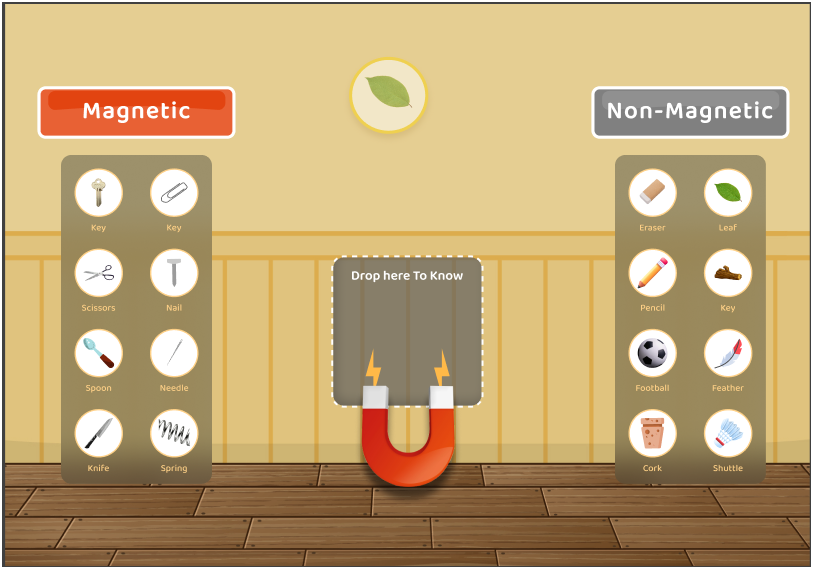 Magnetic
Non-Magnetic
Key
Key
Scissors
Nail
Spoon
Needle
Knife
Spring
Drop here To Know
Eraser
Leaf
Pencil
Key
Football
Feather
Cork
Shuttle